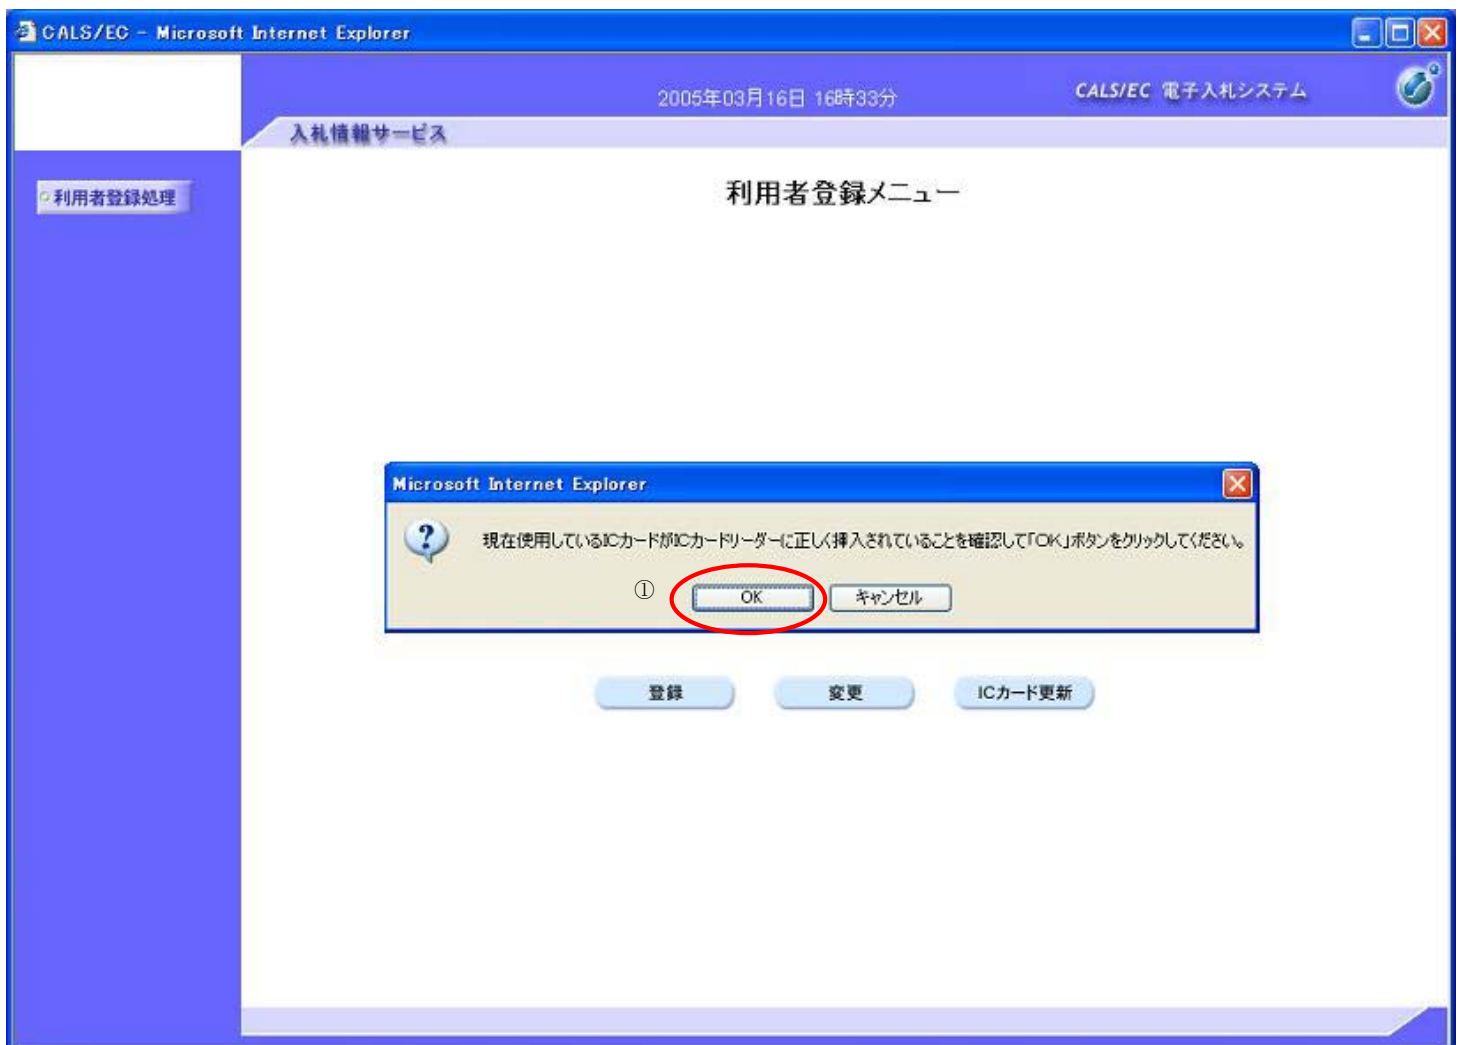 CALS/EC - Microsoft Internet Explorer
2005年03月16日 16時33分
CALS/EC 電子入札システム
入札情報サービス
利用者登録処理
利用者登録メニュー
Microsoft Internet Explorer
現在使用しているICカードがICカードリーダーに正しく挿入されていることを確認して「OK」ボタンをクリックしてください。
① OK キャンセル
登録 変更 ICカード更新